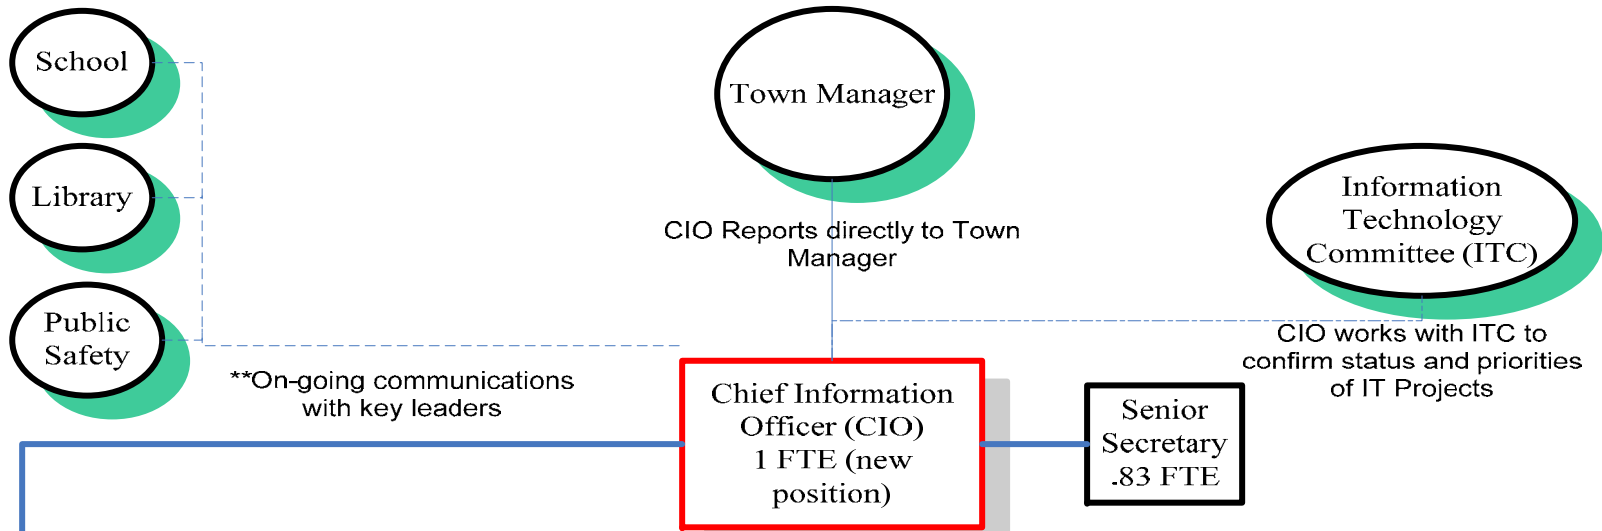 School
Town Manager
Library
Information
Technology
Committee (ITC)
CIO Reports directly to Town
Manager
Public
Safety
CIO works with ITC to
confirm status and priorities
of IT Projects
**On-going communications
with key leaders
Chief Information
Officer (CIO)
1 FTE (new
position)
Senior
Secretary
.83 FTE